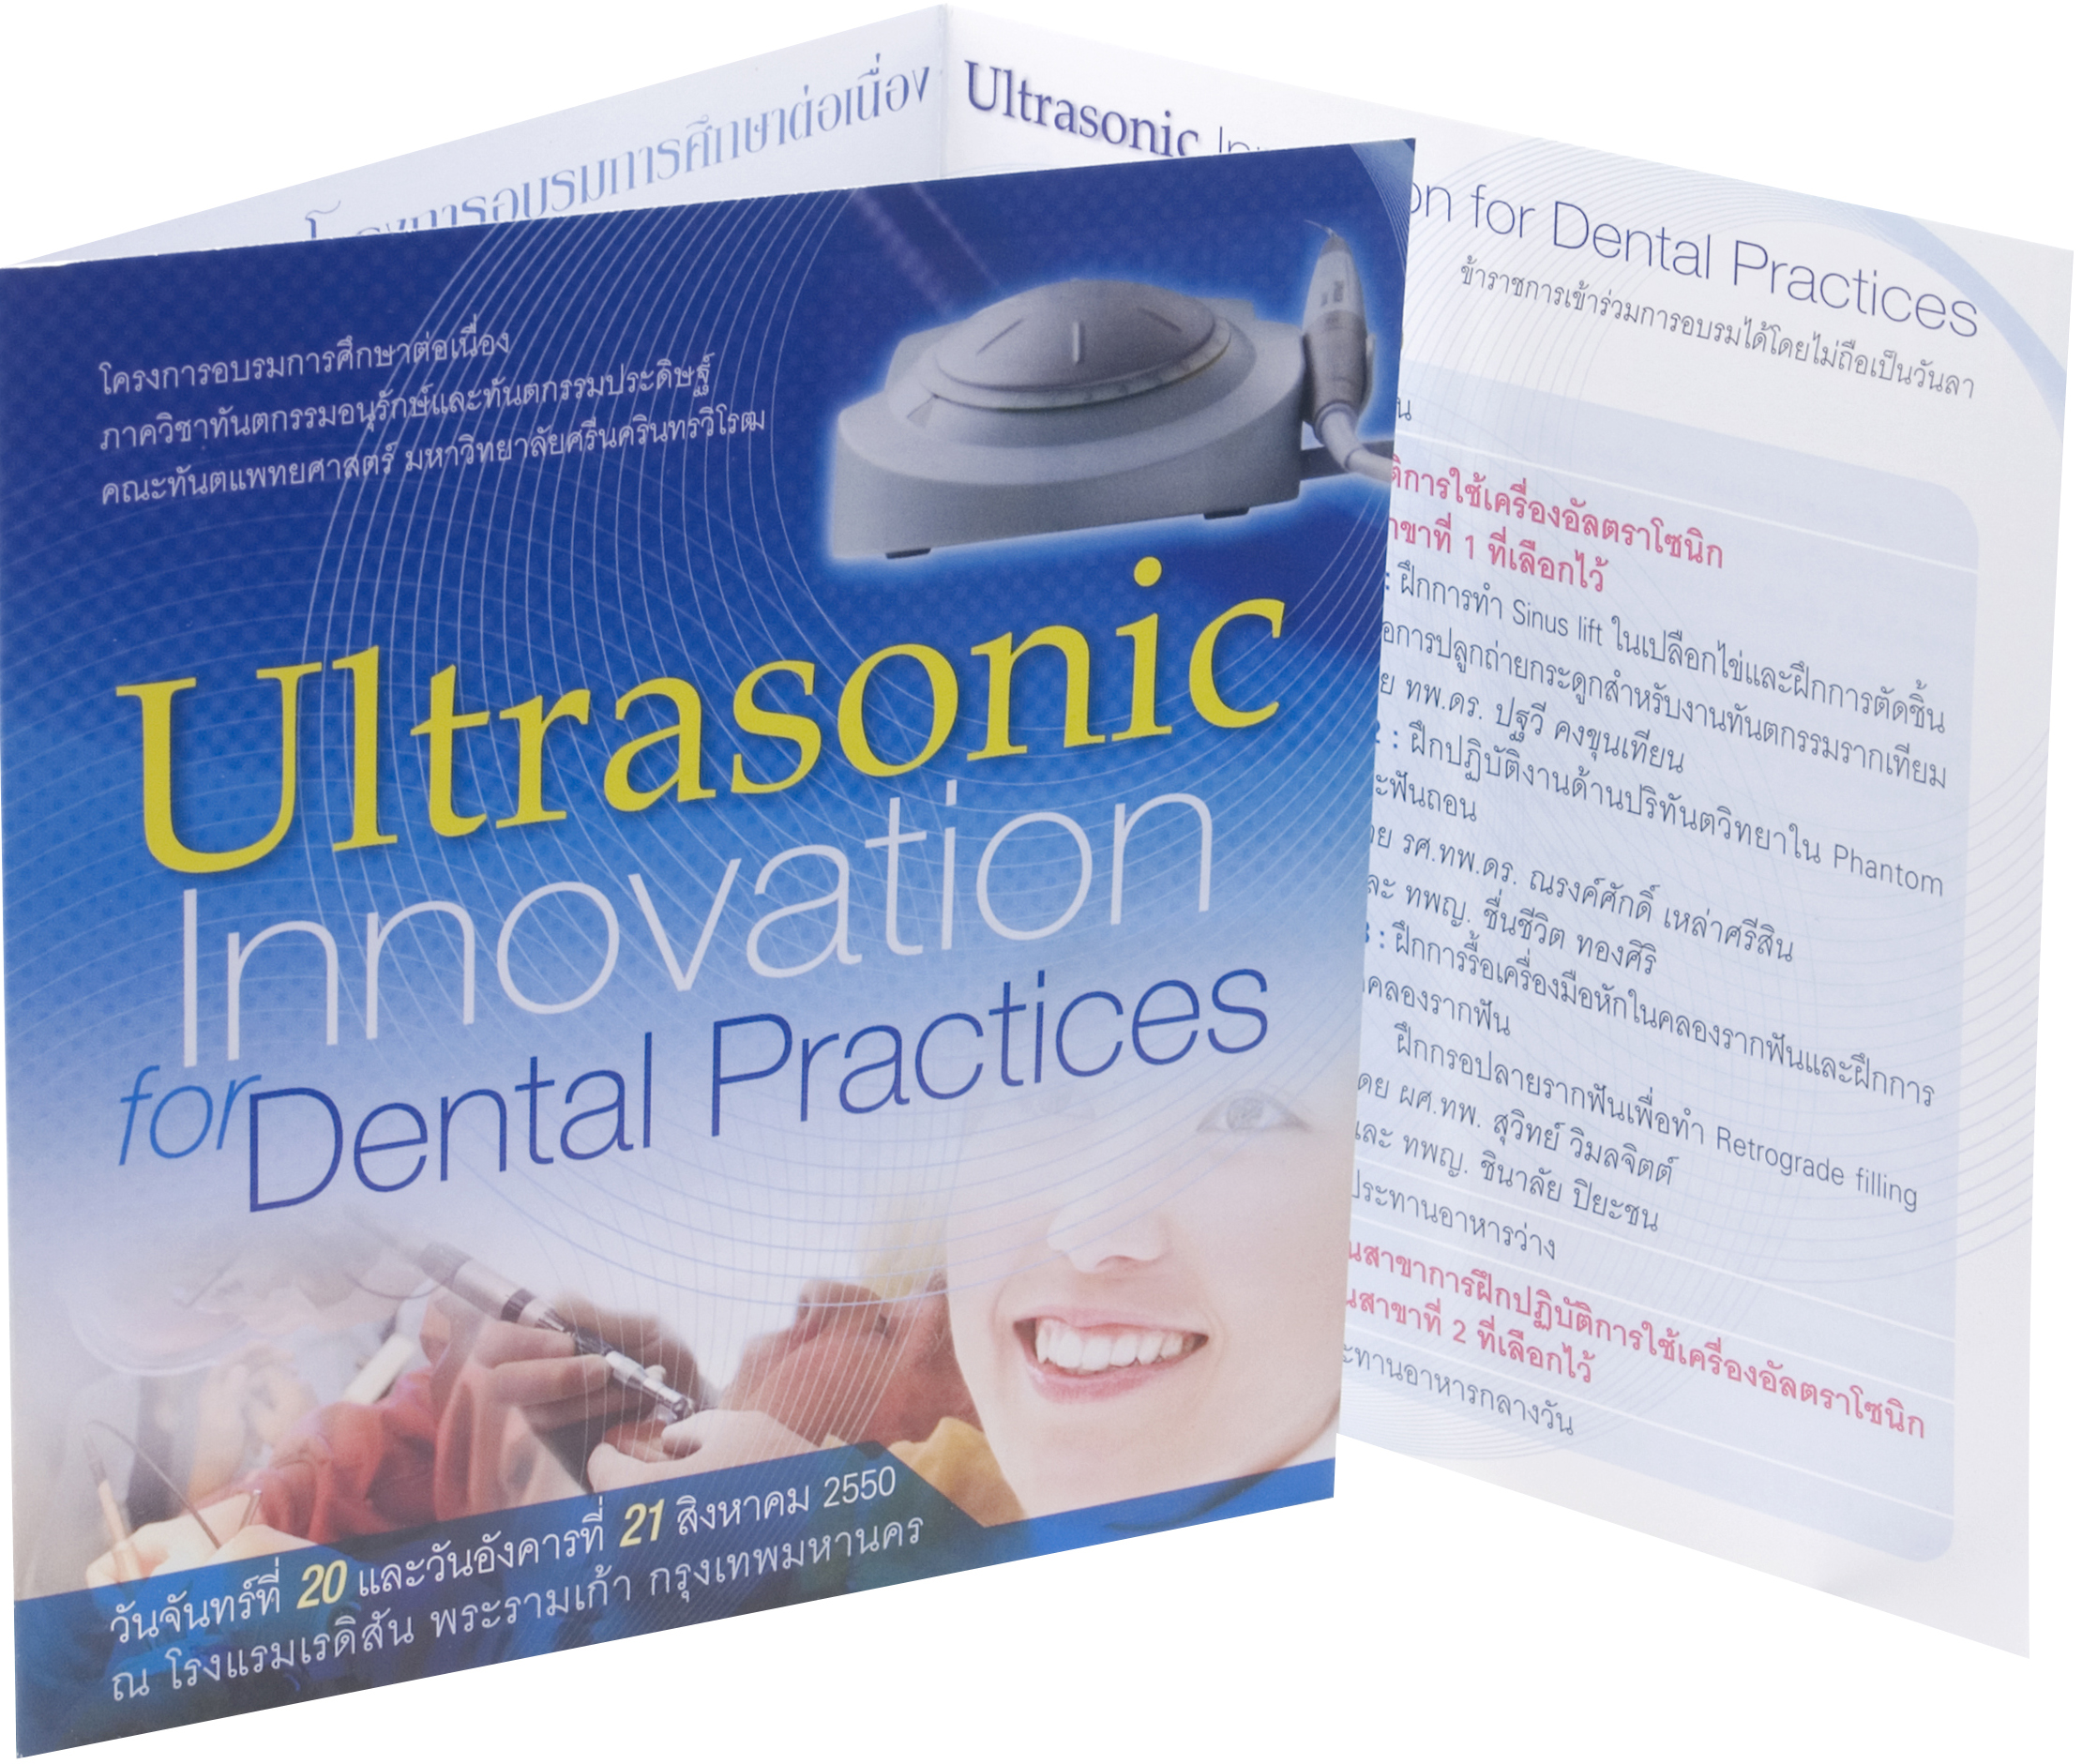 โครงการอบรมการศึกษาต่อเนื่อง
โครงการอบรมการศึกษาต่อเนื่อง
ภาควิชาทันตกรรมอนุรักษ์และทันตกรรมประดิษฐ์
คณะทันตแพทยศาสตร์ มหาวิทยาลัยศรีนครินทรวิโรฒ
Ultrasonic
Innovation
for Dental Practices
วันจันทร์ที่ 20 และวันอังคารที่ 21 สิงหาคม 2550
ณ โรงแรมเรดิสัน พระรามเก้า กรุงเทพมหานคร
Ultrasonic for Dental Practices
ข้าราชการเข้าร่วมการอบรมได้โดยไม่ถือเป็นวันลา
การใช้เครื่องอัลตราโซนิก
ที่ 1 ที่เลือกไว้
: ฝึกการทำ Sinus lift ในเปลือกไข่และฝึกการตัดชิ้น
การปลูกถ่ายกระดูกสำหรับงานทันตกรรมรากเทียม
ทพ.ดร. ปฐวี คงขุนเทียน
2 : ฝึกปฏิบัติงานด้านปริทันตวิทยาใน Phantom
ฟันถอน
รศ.ทพ.ดร. ณรงค์ศักดิ์ เหล่าศรีสิน
ทพญ. ชื่นชีวิต ทองศิริ
3 : ฝึกการรื้อเครื่องมือหักในคลองรากฟันและฝึกการ
คลองรากฟัน
ฝึกกรอปลายรากฟันเพื่อทำ Retrograde filling
ผศ.ทพ. สุวิทย์ วิมลจิตต์
และ ทพญ. ชินาลัย ปิยะชน
ประทานอาหารว่าง
สาขาการฝึกปฏิบัติการใช้เครื่องอัลตราโซนิก
สาขาที่ 2 ที่เลือกไว้
ทานอาหารกลางวัน